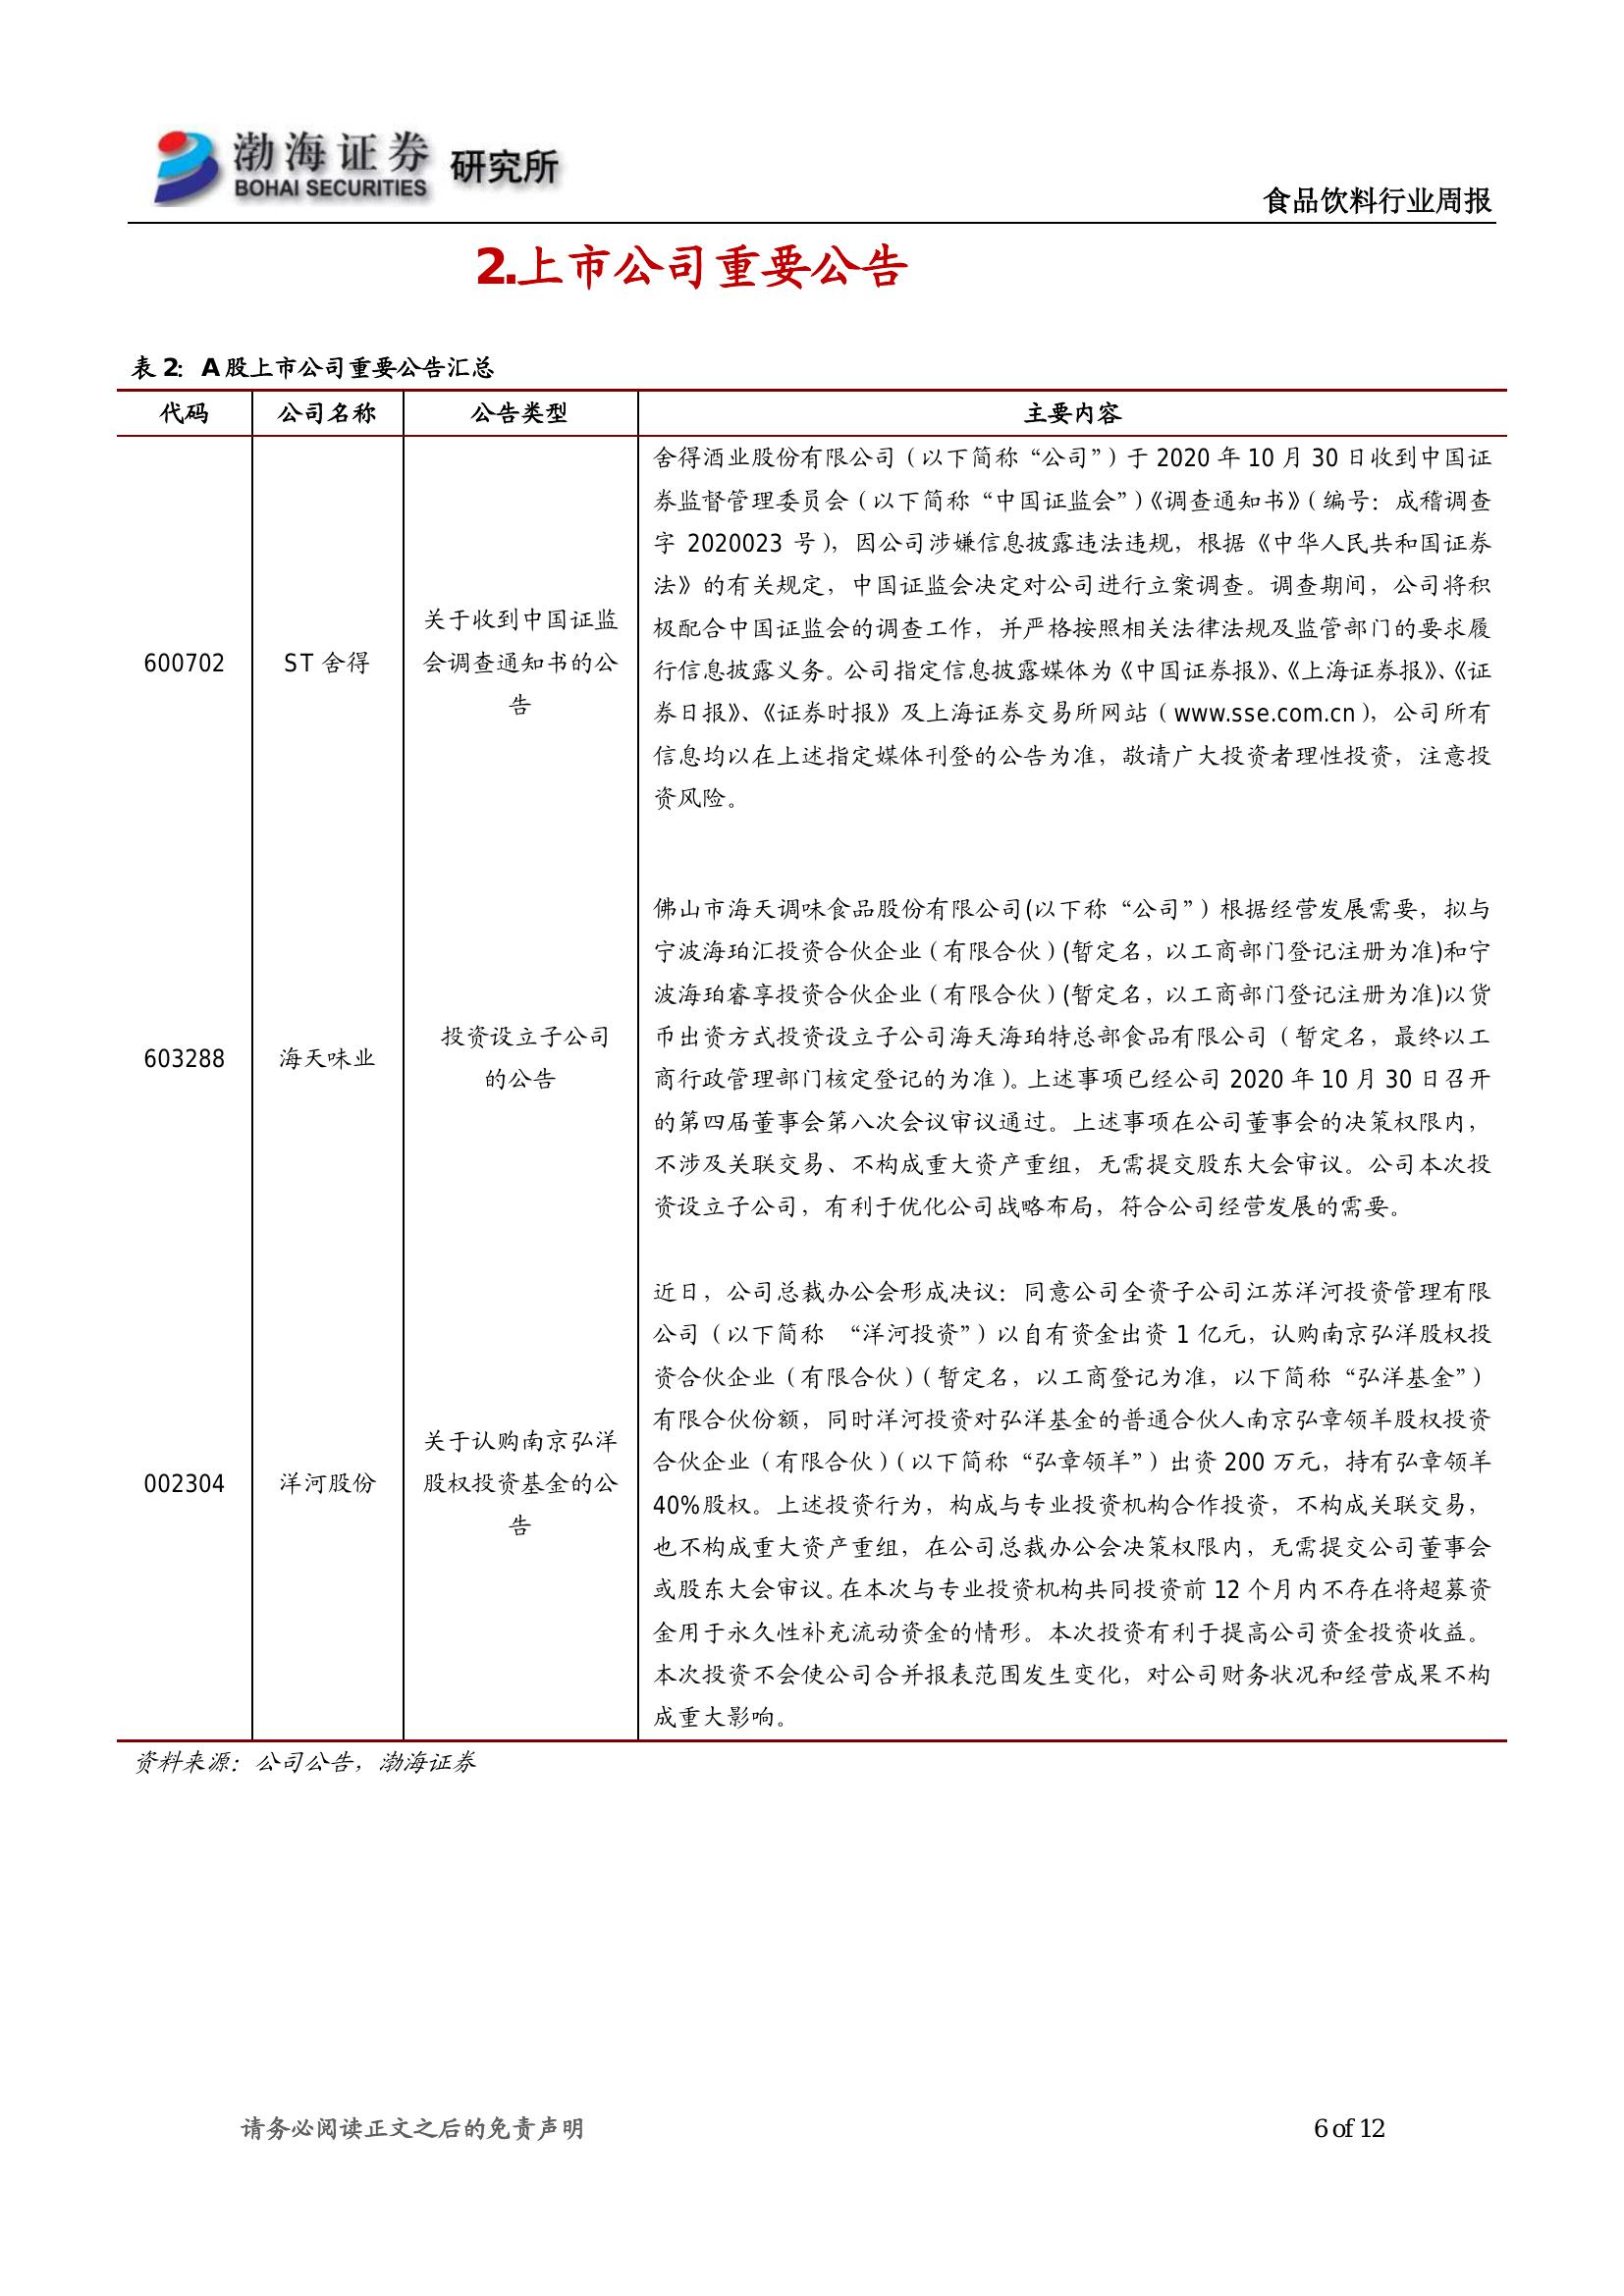 渤海证券 研究所
BOHAI SECURITIES
食品饮料行业周报
2.上市公司重要公告
表 2: A 股上市公司重要公告汇总
代码 公司名称 公告类型 主要内容
600702
ST 舍得
关于收到中国证监
会调查通知书的公
告
舍得酒业股份有限公司（以下简称“公司”）于 2020 年 10 月 30 日收到中国证
券监督管理委员会（以下简称“中国证监会”）《调查通知书》（编号：成稽调查
字 2020023 号），因公司涉嫌信息披露违法违规，根据《中华人民共和国证券
法》的有关规定，中国证监会决定对公司进行立案调查。调查期间，公司将积
极配合中国证监会的调查工作，并严格按照相关法律法规及监管部门的要求履
行信息披露义务。公司指定信息披露媒体为《中国证券报》、《上海证券报》、《证
券日报》、《证券时报》及上海证券交易所网站（www.sse.com.cn），公司所有
信息均以在上述指定媒体刊登的公告为准，敬请广大投资者理性投资，注意投
资风险。
603288
海天味业
投资设立子公司
的公告
佛山市海天调味食品股份有限公司(以下称“公司”）根据经营发展需要，拟与
宁波海珀汇投资合伙企业（有限合伙）(暂定名，以工商部门登记注册为准)和宁
波海珀睿享投资合伙企业（有限合伙）(暂定名，以工商部门登记注册为准)以货
币出资方式投资设立子公司海天海珀特总部食品有限公司（暂定名，最终以工
商行政管理部门核定登记的为准）。上述事项已经公司 2020 年 10 月 30 日召开
的第四届董事会第八次会议审议通过。上述事项在公司董事会的决策权限内，
不涉及关联交易、不构成重大资产重组，无需提交股东大会审议。公司本次投
资设立子公司，有利于优化公司战略布局，符合公司经营发展的需要。
002304
洋河股份
关于认购南京弘洋
股权投资基金的公
告
近日，公司总裁办公会形成决议：同意公司全资子公司江苏洋河投资管理有限
公司（以下简称 “洋河投资”）以自有资金出资 1 亿元，认购南京弘洋股权投
资合伙企业（有限合伙）（暂定名，以工商登记为准，以下简称“弘洋基金”）
有限合伙份额，同时洋河投资对弘洋基金的普通合伙人南京弘章领羊股权投资
合伙企业（有限合伙）（以下简称“弘章领羊”）出资 200 万元，持有弘章领羊
40%股权。上述投资行为，构成与专业投资机构合作投资，不构成关联交易，
也不构成重大资产重组，在公司总裁办公会决策权限内，无需提交公司董事会
或股东大会审议。在本次与专业投资机构共同投资前 12 个月内不存在将超募资
金用于永久性补充流动资金的情形。本次投资有利于提高公司资金投资收益。
本次投资不会使公司合并报表范围发生变化，对公司财务状况和经营成果不构
成重大影响。
资料来源：公司公告，渤海证券
请务必阅读正文之后的免责声明
6 of 12